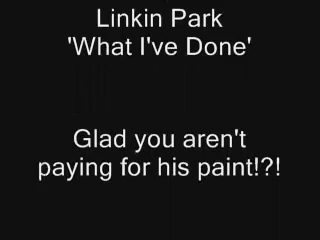 Linkin Park
'What I've Done'
Glad you aren't
paying for his paint!?!